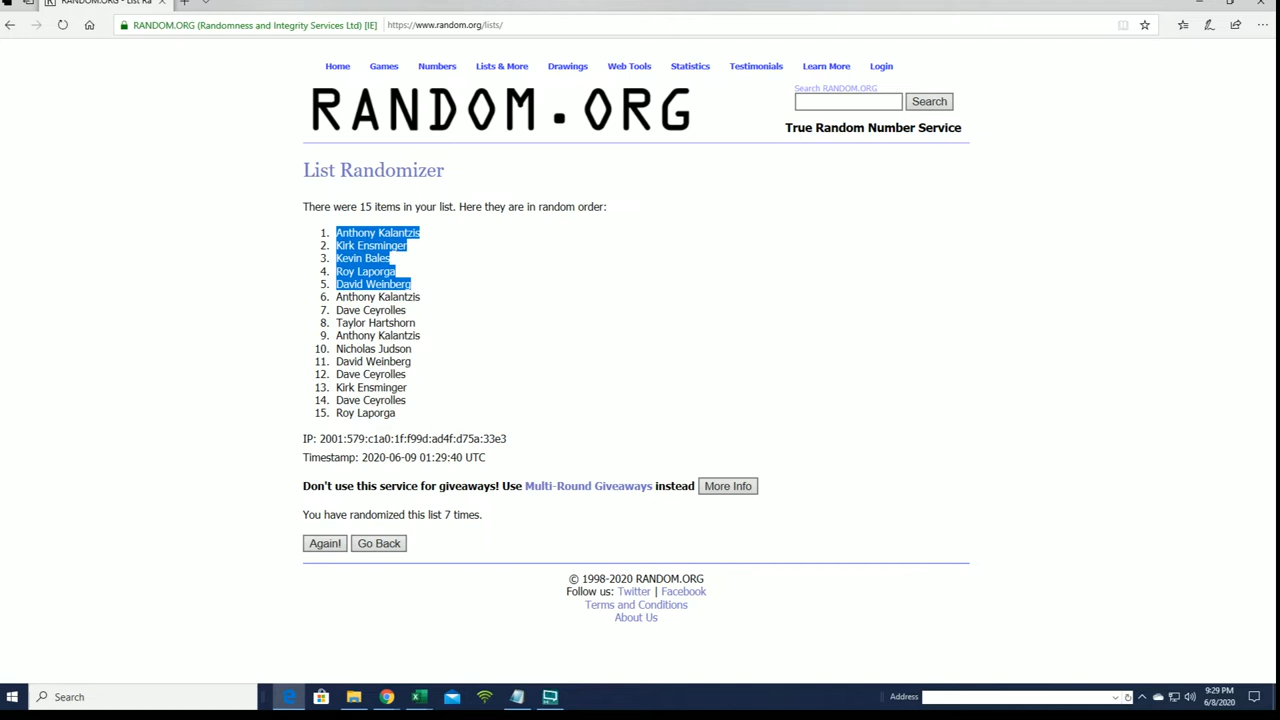 RANDOM.ORG - List Ra
RANDOM.ORG (Randomness and Integrity Services Ltd) [IE] https://www.random.org/lists/
Home Games Numbers Lists & More Drawings Web Tools Statistics Testimonials Learn More Login
Search RANDOM.ORG
RANDOM.ORG
Search
True Random Number Service
List Randomizer
There were 15 items in your list. Here they are in random order:
1. Anthony Kalantzis
2. Kirk Ensminger
3. Kevin Bales
4. Roy Laporga
5. David Weinberg
6. Anthony Kalantzis
7. Dave Ceyrolles
8. Taylor Hartshorn
9. Anthony Kalantzis
10. Nicholas Judson
11. David Weinberg
12. Dave Ceyrolles
13. Kirk Ensminger
14. Dave Ceyrolles
15. Roy Laporga
IP: 2001:579:c1a0:1f:f99d:ad4f:d75a:33e3
Timestamp: 2020-06-09 01:29:40 UTC
Don't use this service for giveaways! Use Multi-Round Giveaways instead More Info
You have randomized this list 7 times.
Again! Go Back
© 1998-2020 RANDOM.ORG
Follow us: Twitter | Facebook
Terms and Conditions
About Us
Search
Address
9:29 PM
6/8/2020